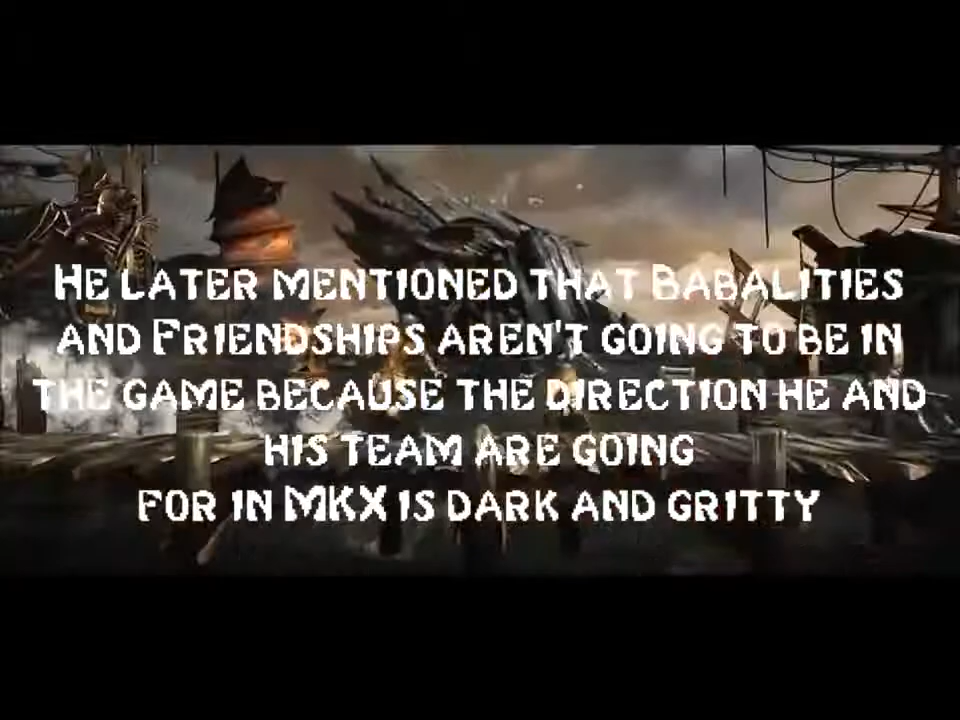 He later mentioned that Babalities
and Friendships aren't going to be in
the game because the direction he and
his team are going
for in MKX is dark and gritty